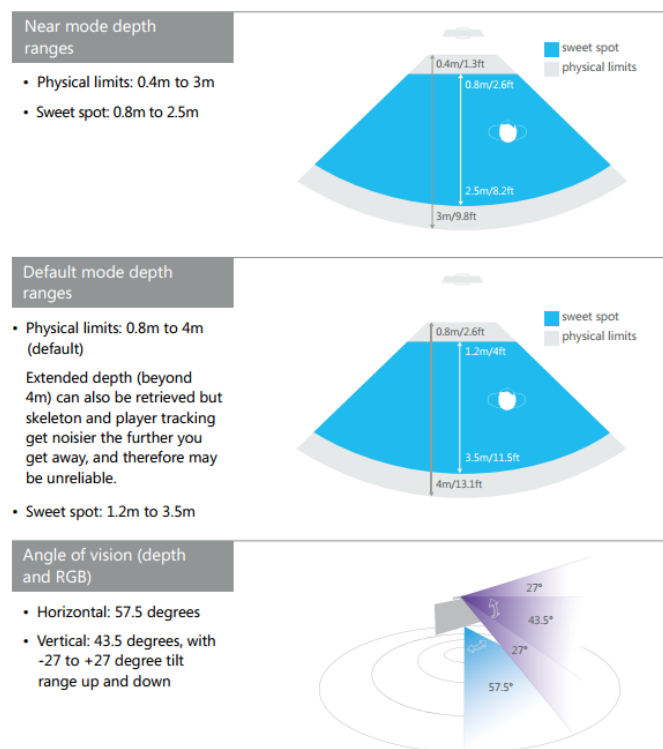 Near mode depth
ranges
• Physical limits: 0.4m to 3m
• Sweet spot: 0.8m to 2.5m
sweet spot
physical limits
0.4m/1.3ft
0.8m/2.6ft
2.5m/8.2ft
3m/9.8ft
Default mode depth
ranges
• Physical limits: 0.8m to 4m
(default)
Extended depth (beyond
4m) can also be retrieved but
skeleton and player tracking
get noisier the further you
get away, and therefore may
be unreliable.
• Sweet spot: 1.2m to 3.5m
sweet spot
physical limits
0.8m/2.6ft
1.2m/4ft
3.5m/11.5ft
4m/13.1ft
Angle of vision (depth
and RGB)
• Horizontal: 57.5 degrees
• Vertical: 43.5 degrees, with
-27 to +27 degree tilt
range up and down
27°
43.5°
27°
57.5°